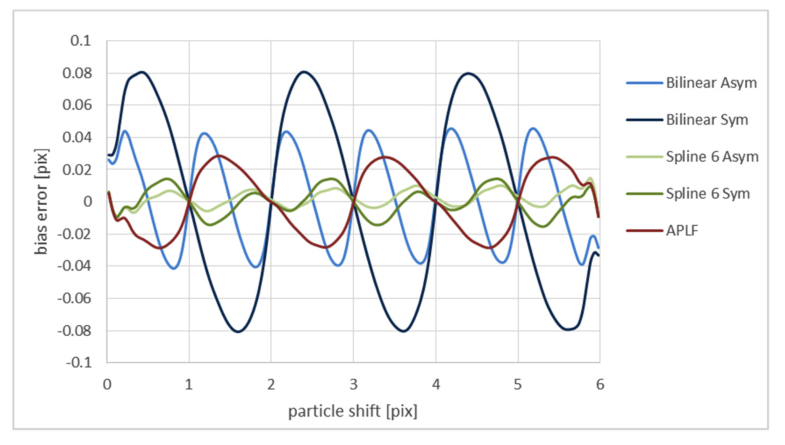 0.1
0.08
0.06
0.04
0.02
0
-0.02
-0.04
-0.06
-0.08
-0.1
bias error [pix]
0 1 2 3 4 5 6
particle shift [pix]
Bilinear Asym
Bilinear Sym
Spline 6 Asym
Spline 6 Sym
APLF